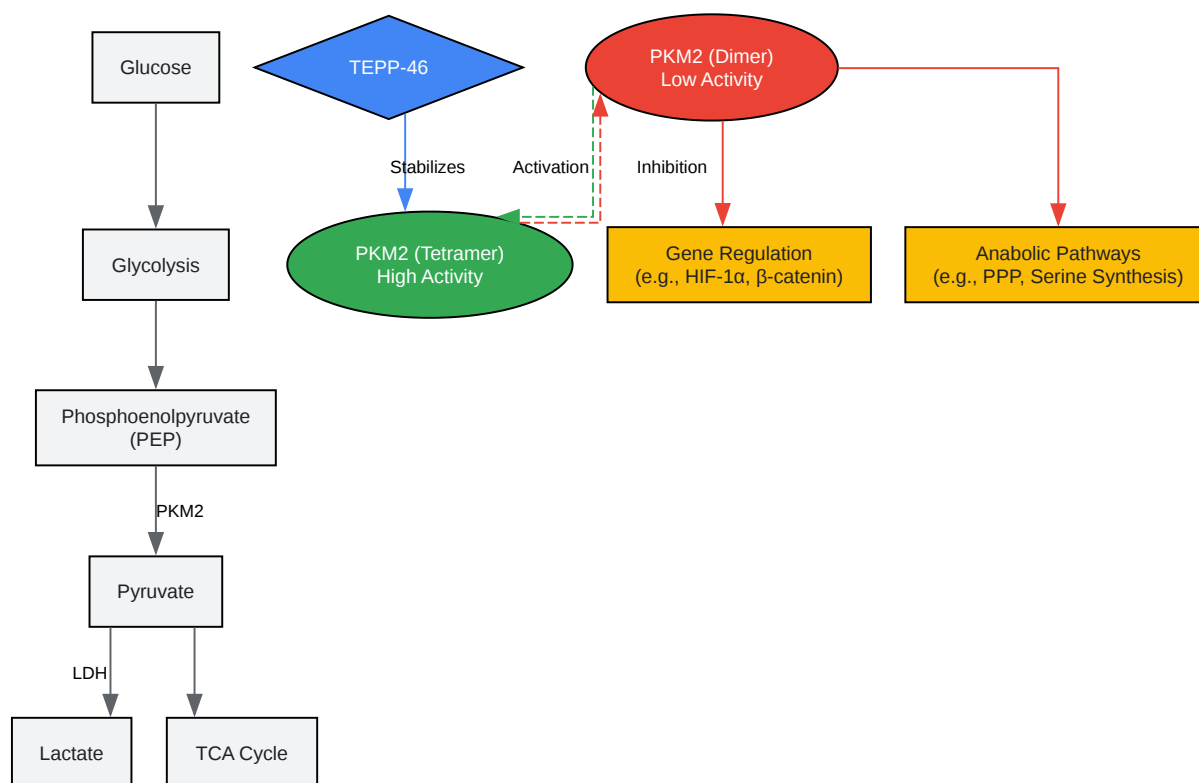 Glucose
TEPP-46
PKM2 (Dimer)
Low Activity
Stabilizes
Activation
Inhibition
Glycolysis
PKM2 (Tetramer)
High Activity
Gene Regulation
(e.g., HIF-1α, β-catenin)
Anabolic Pathways
(e.g., PPP, Serine Synthesis)
Phosphoenolpyruvate
(PEP)
PKM2
Pyruvate
LDH
Lactate
TCA Cycle